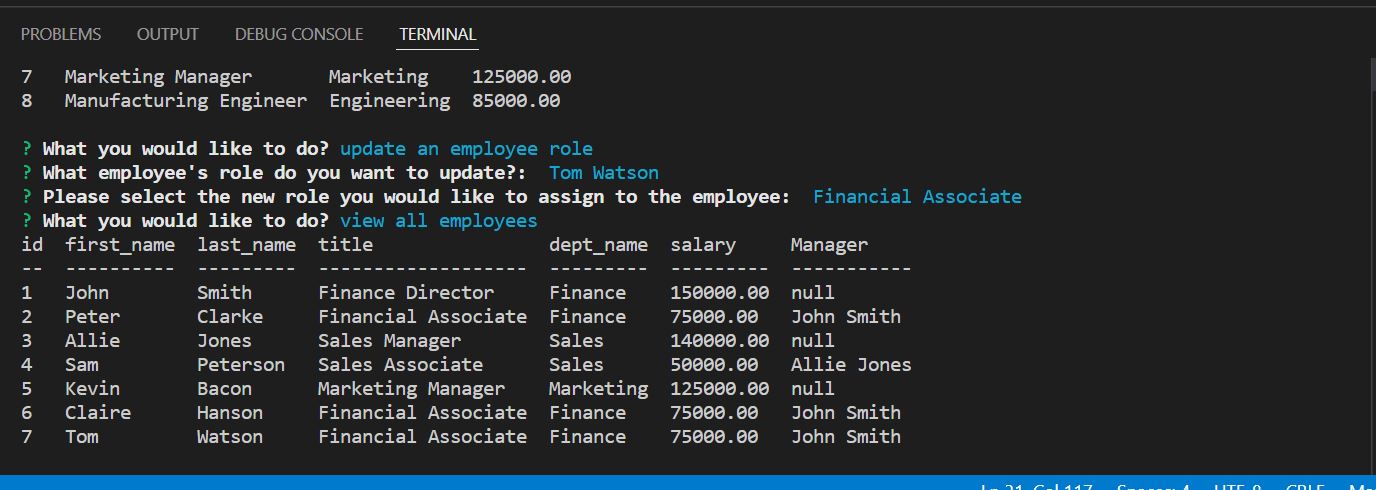 PROBLEMS OUTPUT DEBUG CONSOLE TERMINAL
7   Marketing Manager       Marketing    125000.00
8   Manufacturing Engineer  Engineering  85000.00
? What you would like to do? update an employee role
? What employee's role do you want to update?:  Tom Watson
? Please select the new role you would like to assign to the employee:  Financial Associate
? What you would like to do? view all employees
id  first_name  last_name  title                dept_name  salary     Manager
--  ----------  ---------  -------------------  ---------  ---------  -----------
1   John        Smith      Finance Director     Finance    150000.00  null
2   Peter       Clarke     Financial Associate  Finance    75000.00   John Smith
3   Allie       Jones      Sales Manager        Sales      140000.00  null
4   Sam         Peterson   Sales Associate      Sales      50000.00   Allie Jones
5   Kevin       Bacon      Marketing Manager    Marketing  125000.00  null
6   Claire      Hanson     Financial Associate  Finance    75000.00   John Smith
7   Tom         Watson     Financial Associate  Finance    75000.00   John Smith